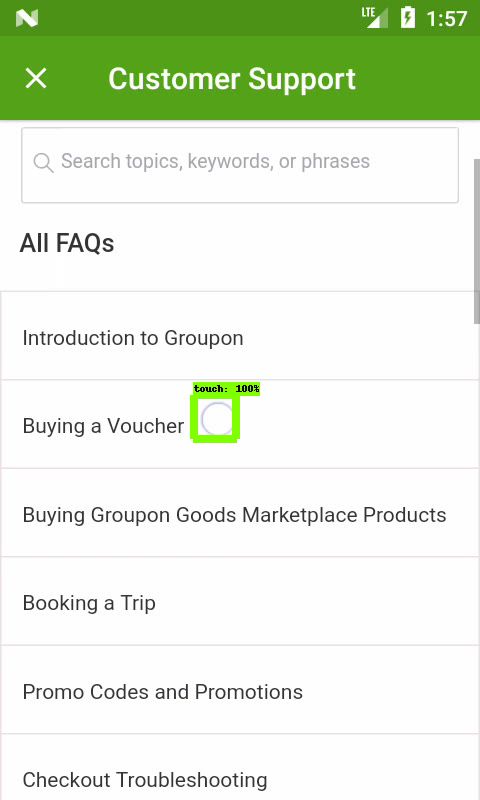 LTE 1:57
Customer Support
Search topics, keywords, or phrases
All FAQs
Introduction to Groupon
touch: 100%
Buying a Voucher
Buying Groupon Goods Marketplace Products
Booking a Trip
Promo Codes and Promotions
Checkout Troubleshooting